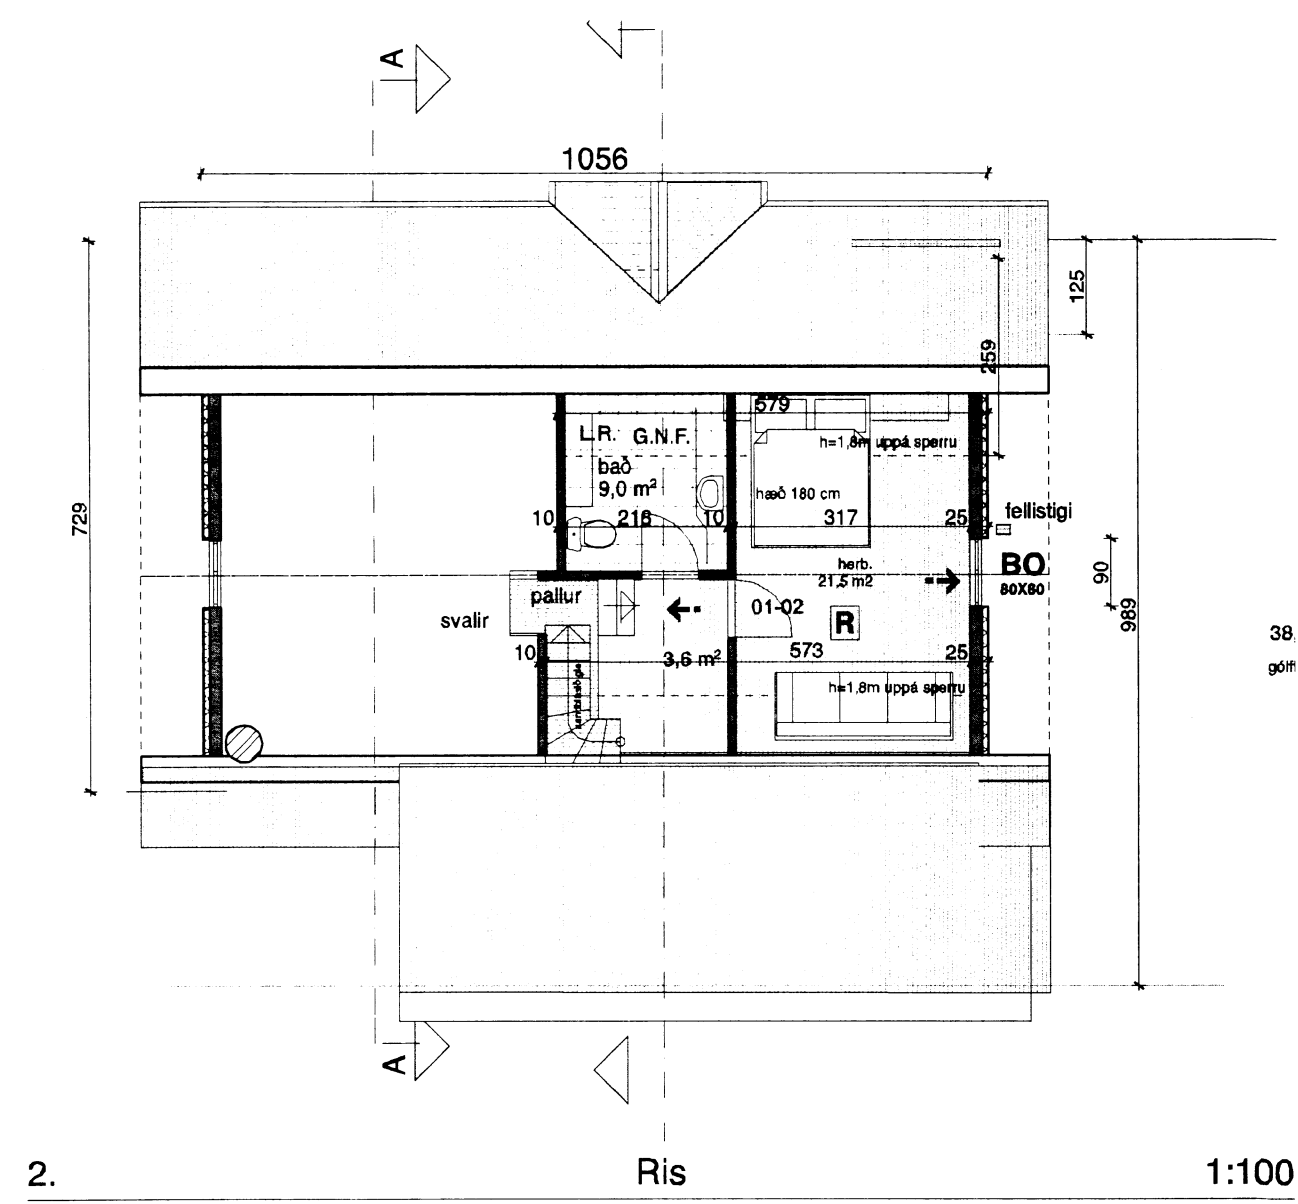 A
1056
125
259
579
L.R. G.N.F.
h=1,8m uppá sperru
bað
9,0 m²
hæð 180 cm
729
10
218
10
317
25
fellistigi
herb.
21,5 m2
BO
80X80
90
989
pallur
svalir
01-02
R
10
3,6 m²
573
25
38,
h=1,8m uppá sperru
A
2.
Ris
1:100